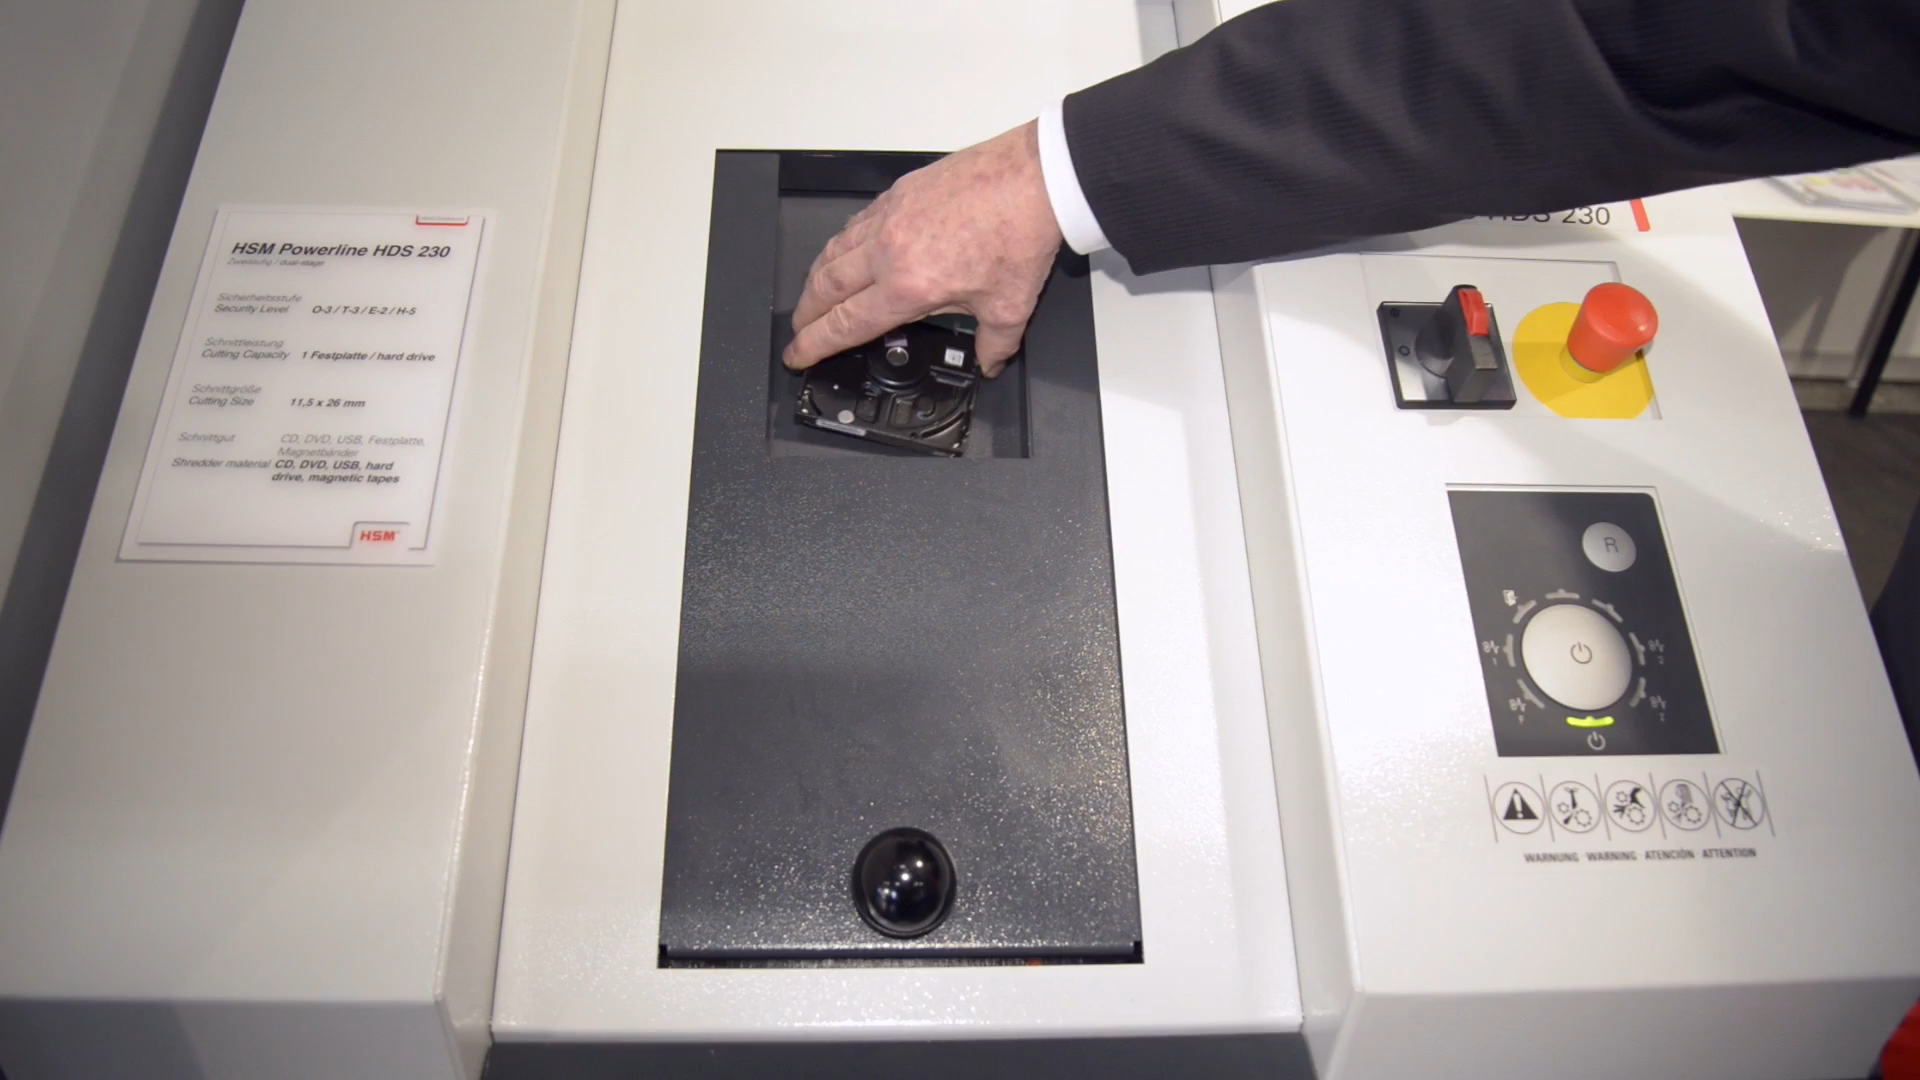 HSM Powerline HDS 230
Zweistufig / dual-stage
Sicherheitsstufe
Security Level O-3 / T-3 / E-2 / H-5
Schnittleistung
Cutting Capacity 1 Festplatte / hard drive
Schnittgröße
Cutting Size 11,5 x 26 mm
Schnittgut CD, DVD, USB, Festplatte,
Magnetbänder
Shredder material CD, DVD, USB, hard
drive, magnetic tapes
HSM
HDS 230
R
WARNUNG · WARNING · ATENCIÓN · ATTENTION